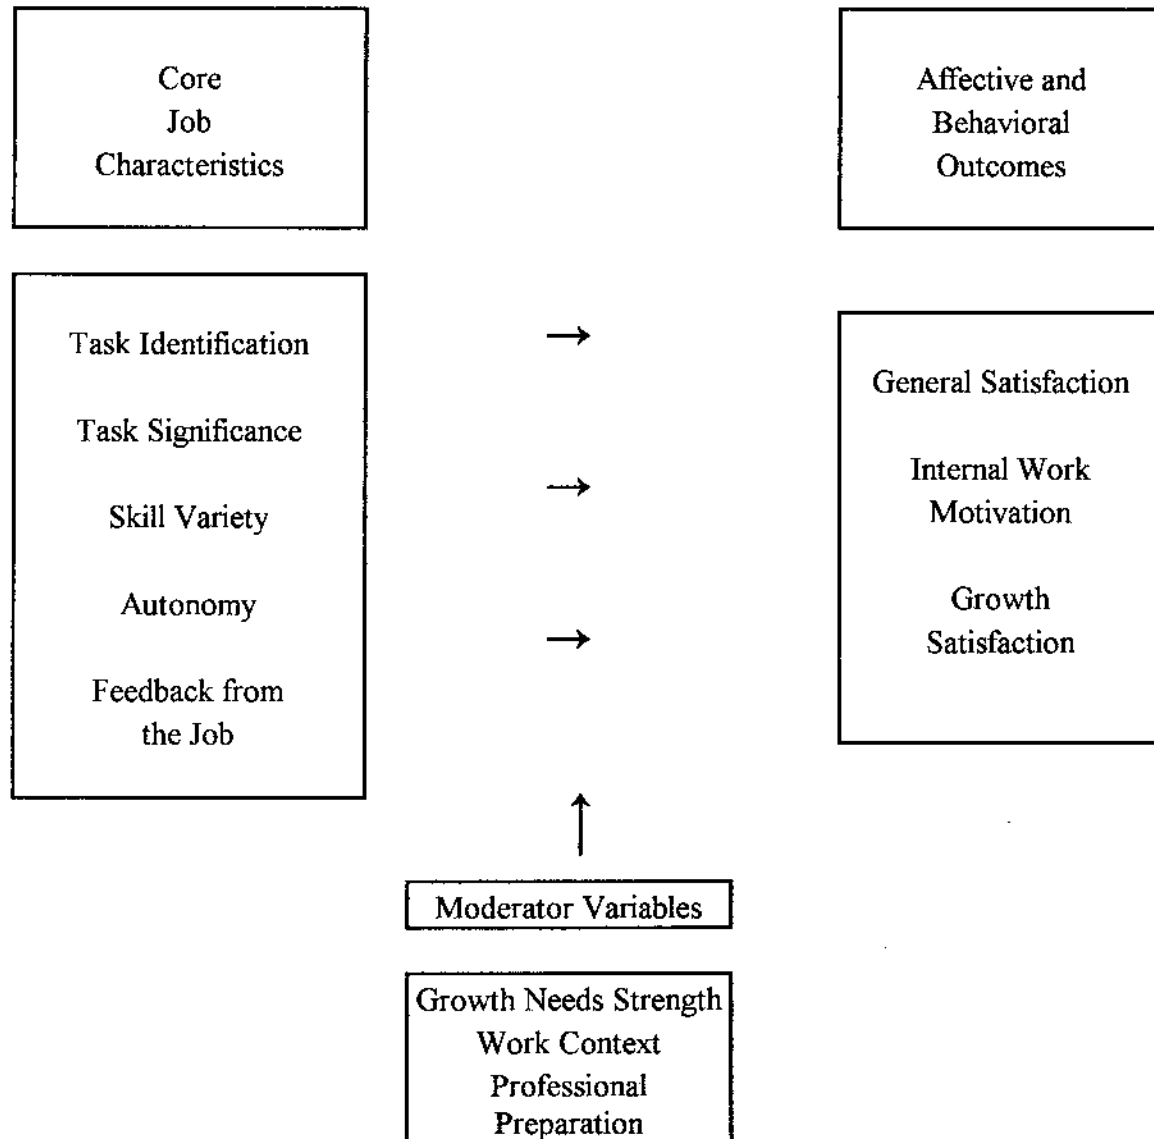 Core
Job
Characteristics
Affective and
Behavioral
Outcomes
Task Identification
Task Significance
Skill Variety
Autonomy
Feedback from
the Job
→
→
→
General Satisfaction
Internal Work
Motivation
Growth
Satisfaction
↑
Moderator Variables
Growth Needs Strength
Work Context
Professional
Preparation